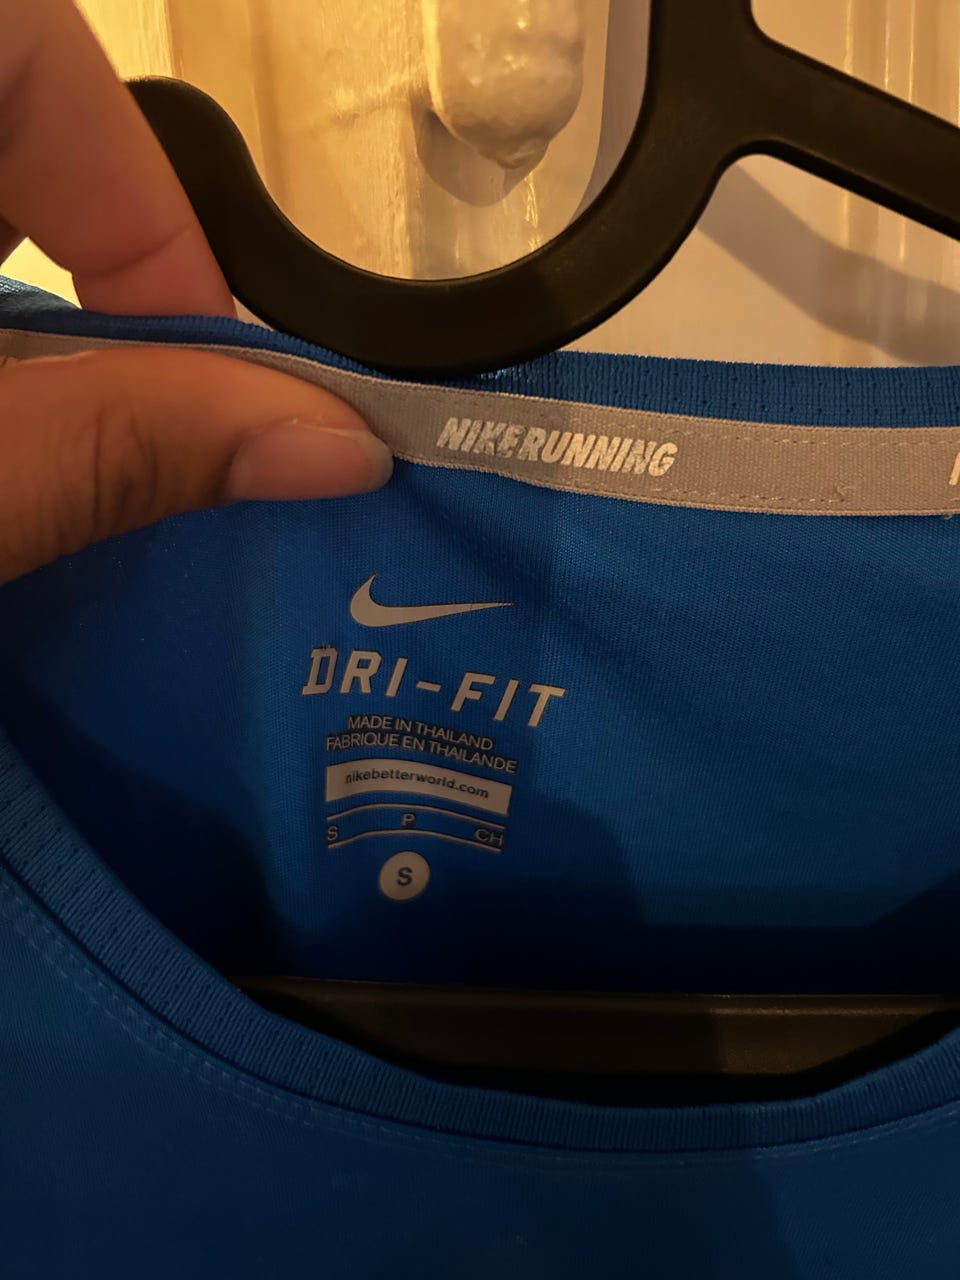 NIKERUNNING
DRI-FIT
MADE IN THAILAND
FABRIQUE EN THAILANDE
nikebetterworld.com
S P CH
S